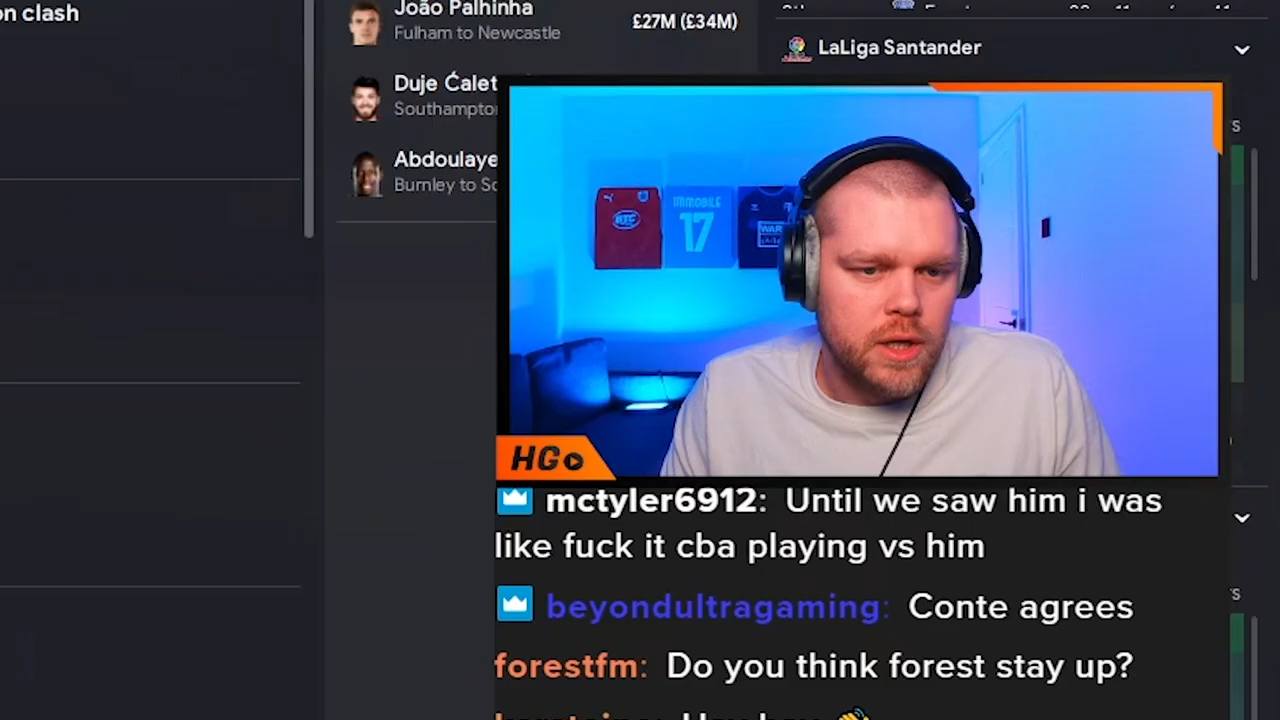 on clash
João Palhinha
Fulham to Newcastle
£27M (£34M)
Duje Ćalet
Southampto
Abdoulaye
Burnley to
LaLiga Santander
IMMOBILE
17
HG
mctyler6912: Until we saw him i was
like fuck it cba playing vs him
beyondultragaming: Conte agrees
forestfm: Do you think forest stay up?